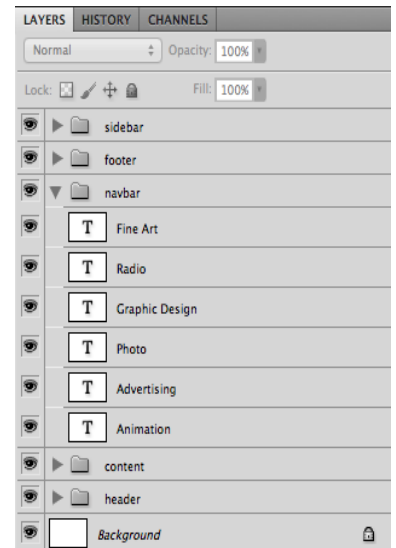 LAYERS HISTORY CHANNELS
Normal Opacity: 100%
Lock: Fill: 100%
sidebar
footer
navbar
T Fine Art
T Radio
T Graphic Design
T Photo
T Advertising
T Animation
content
header
Background